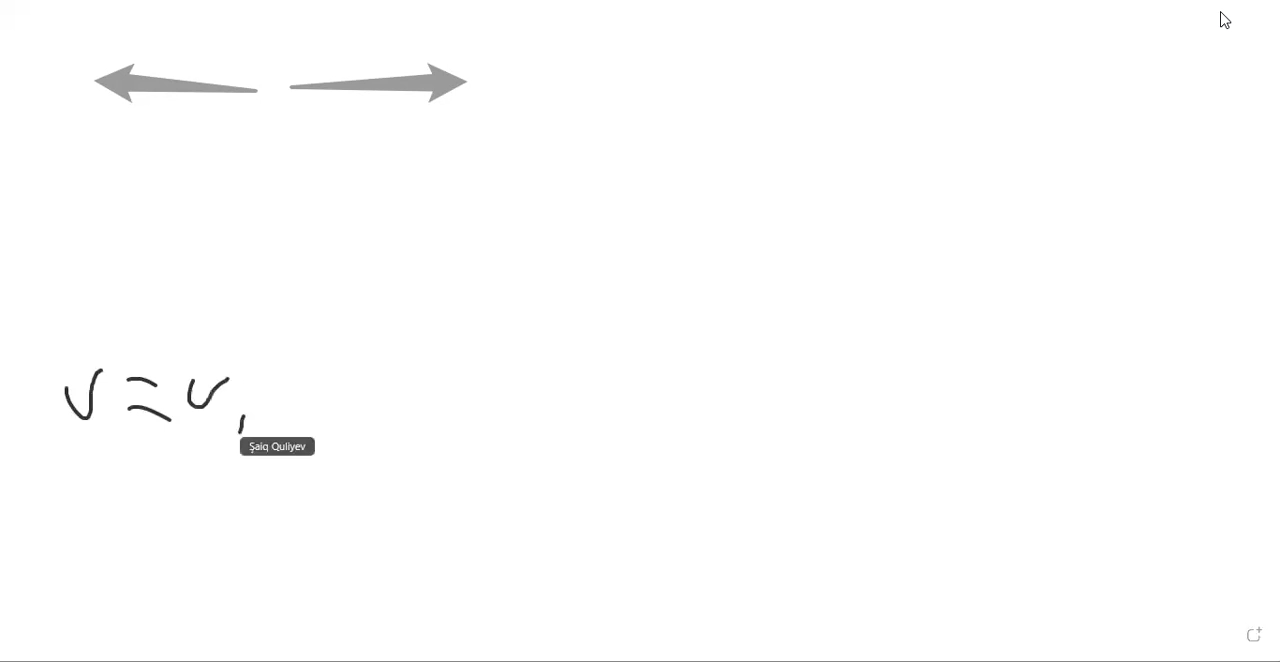 v = v,
Şaiq Quliyev